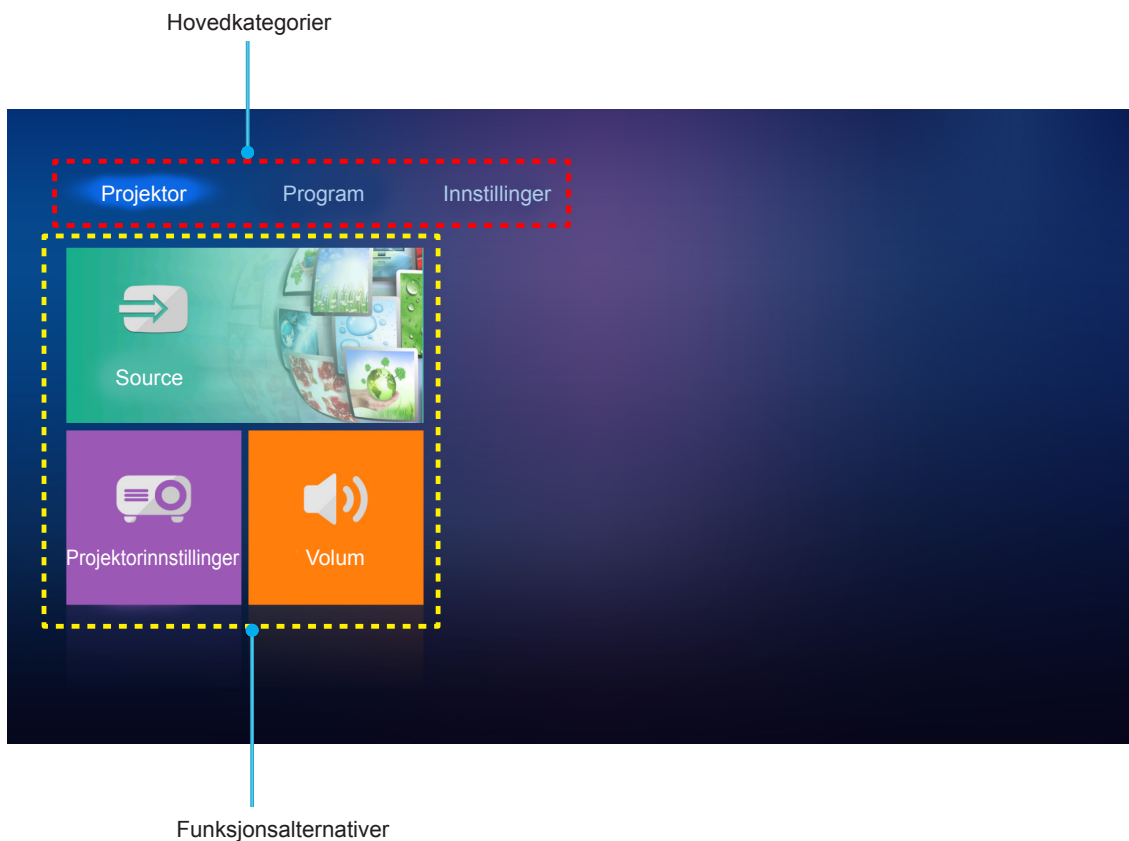 Hovedkategorier
Projektor Program Innstillinger
Source
Projektorinnstillinger Volum
Funksjonsalternativer